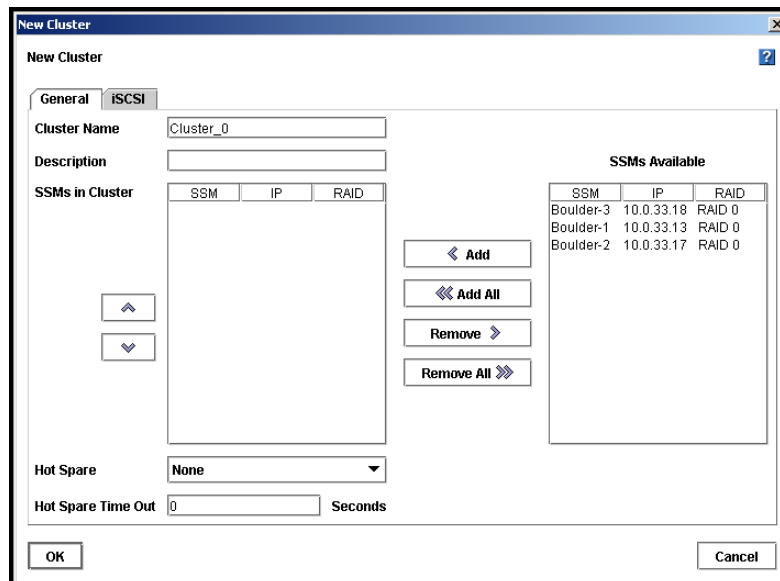 New Cluster
New Cluster
?
General iSCSI
Cluster Name Cluster_0
Description
SSMs Available
SSMs in Cluster
SSM IP RAID
SSM IP RAID
Boulder-3 10.0.33.18 RAID 0
Boulder-1 10.0.33.13 RAID 0
Boulder-2 10.0.33.17 RAID 0
Add
Add All
Remove
Remove All
Hot Spare None
Hot Spare Time Out 0 Seconds
OK Cancel